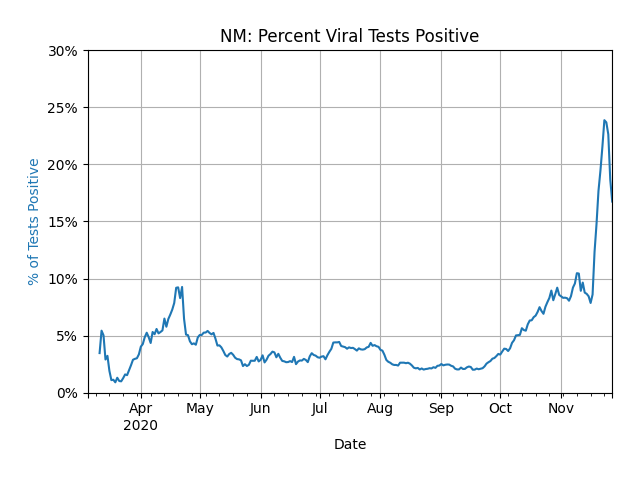 NM: Percent Viral Tests Positive
30%
25%
20%
15%
10%
5%
0%
% of Tests Positive
Apr May Jun Jul Aug Sep Oct Nov
2020
Date